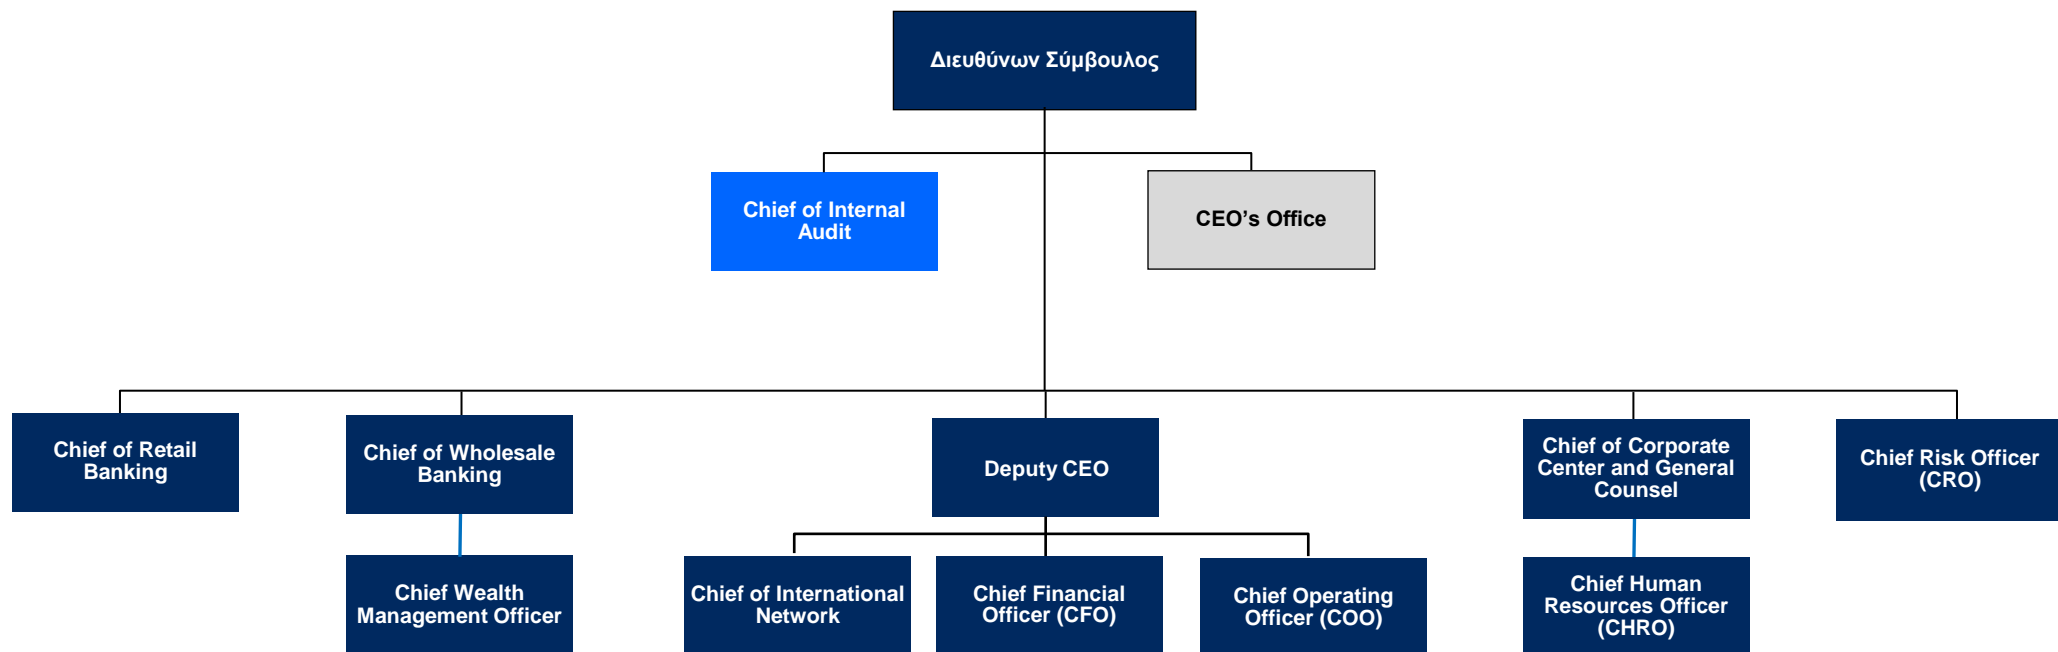 Διευθύνων Σύμβουλος
Chief of Internal
Audit
CEO’s Office
Chief of Retail
Banking
Chief of Wholesale
Banking
Deputy CEO
Chief of Corporate
Center and General
Counsel
Chief Risk Officer
(CRO)
Chief Wealth
Management Officer
Chief of International
Network
Chief Financial
Officer (CFO)
Chief Operating
Officer (COO)
Chief Human
Resources Officer
(CHRO)